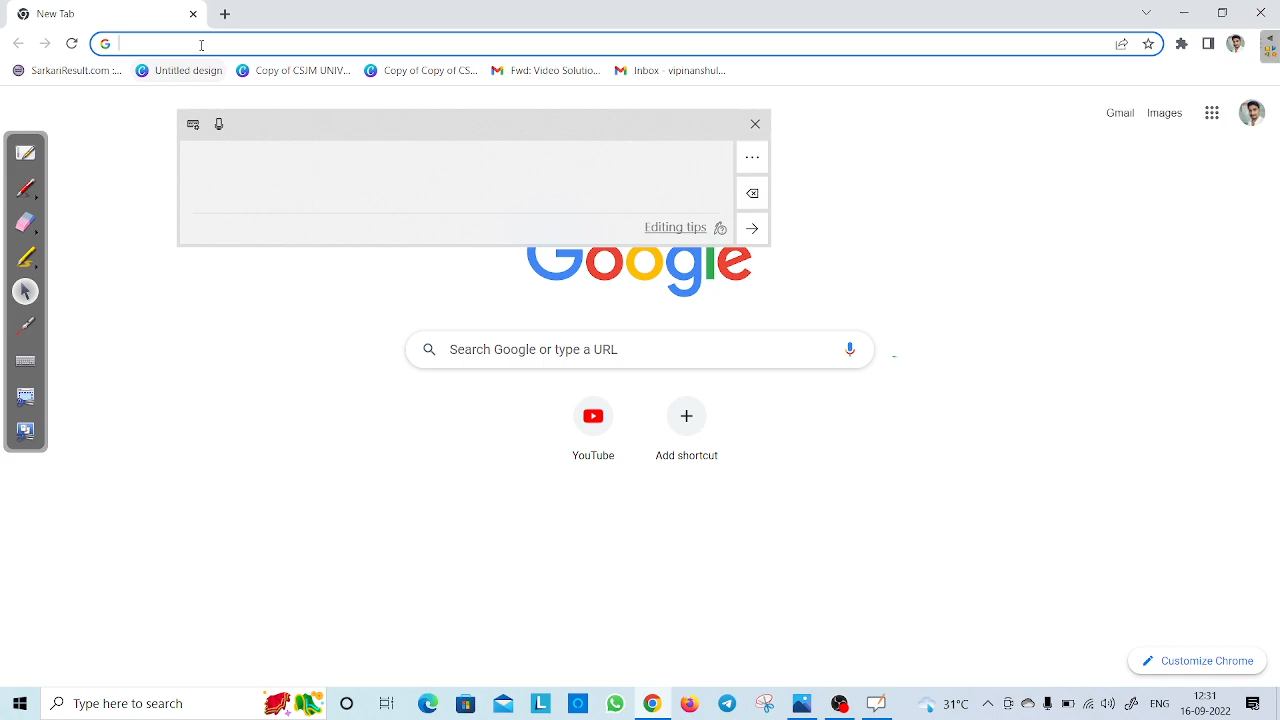 New Tab
SarkariResult.com :...
Untitled design
Copy of CSJM UNIV...
Copy of Copy of CS...
Fwd: Video Solutio...
Inbox - vipinanshul...
Gmail
Images
Editing tips
Google
Search Google or type a URL
YouTube
Add shortcut
Customize Chrome
Type here to search
31°C
ENG
12:31
16-09-2022